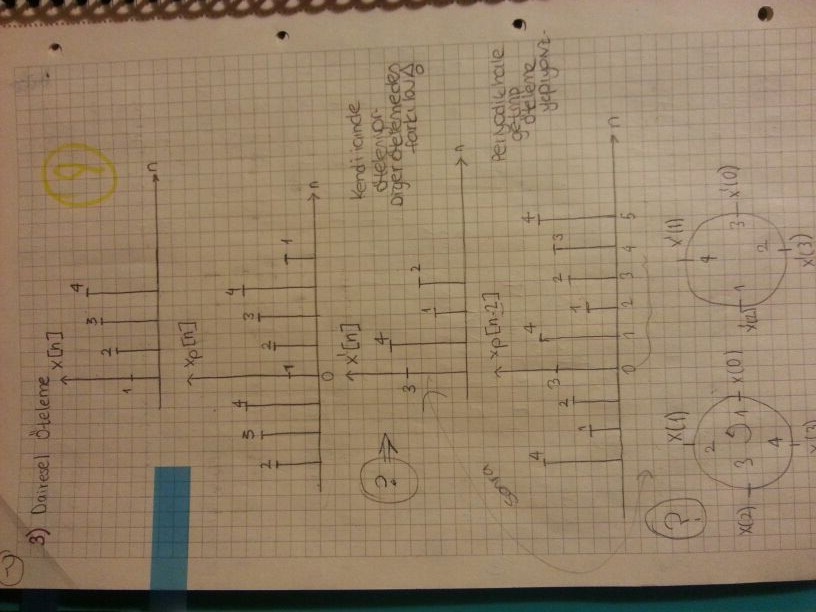 3) Dairesel Öteleme
9
x[n]
1 2 3 4
n
xp[n]
2 3 4 1 2 3 4 1
0
n
?
x'[n]
3 4 1 2
n
Kendi içinde
öteleniyor.
Diğer ötelemeden
farkı bu
xp[n-2]
4 1 2 3 4 1 2 3 4
0 1 2 3 4 5
n
Periyodik hale
getirip
öteleme
yapıyoruz.
?
x(1)
x(2) 3 2 1 x(0)
4
x(3)
x'(1)
4
x'(2) 1 3 x'(0)
2
x'(3)